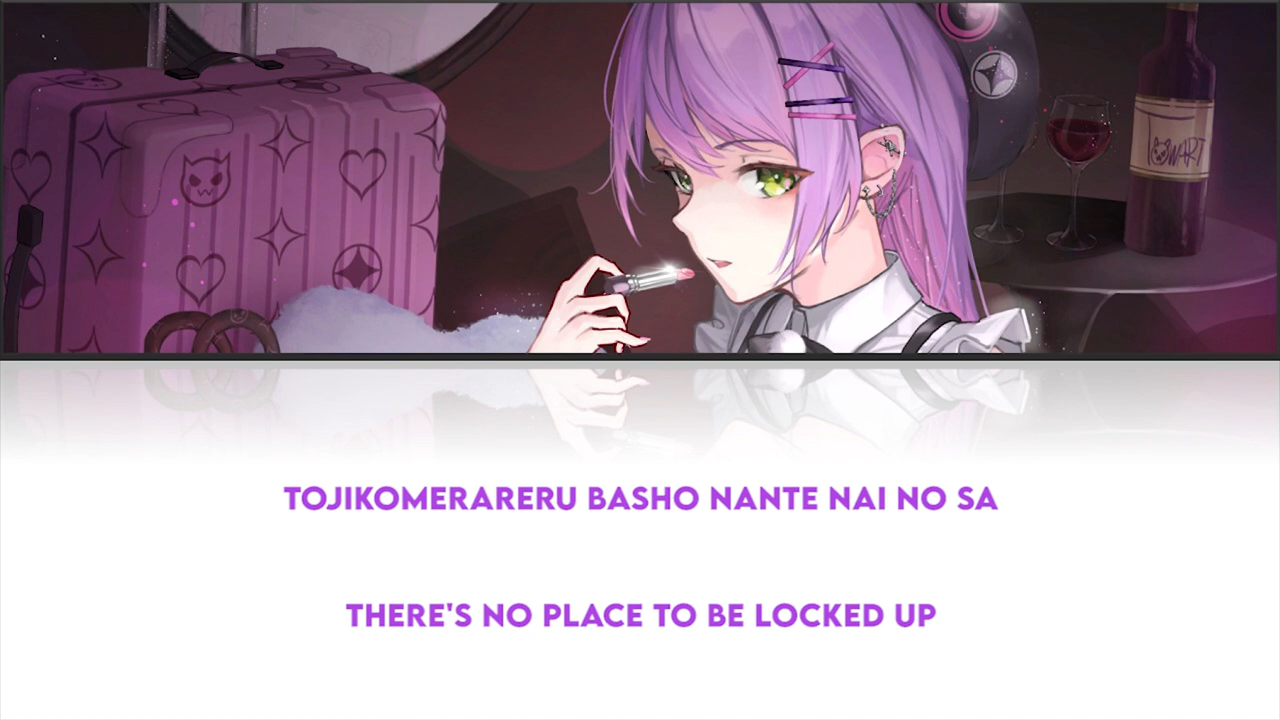 TOJIKOMERARERU BASHO NANTE NAI NO SA
THERE'S NO PLACE TO BE LOCKED UP